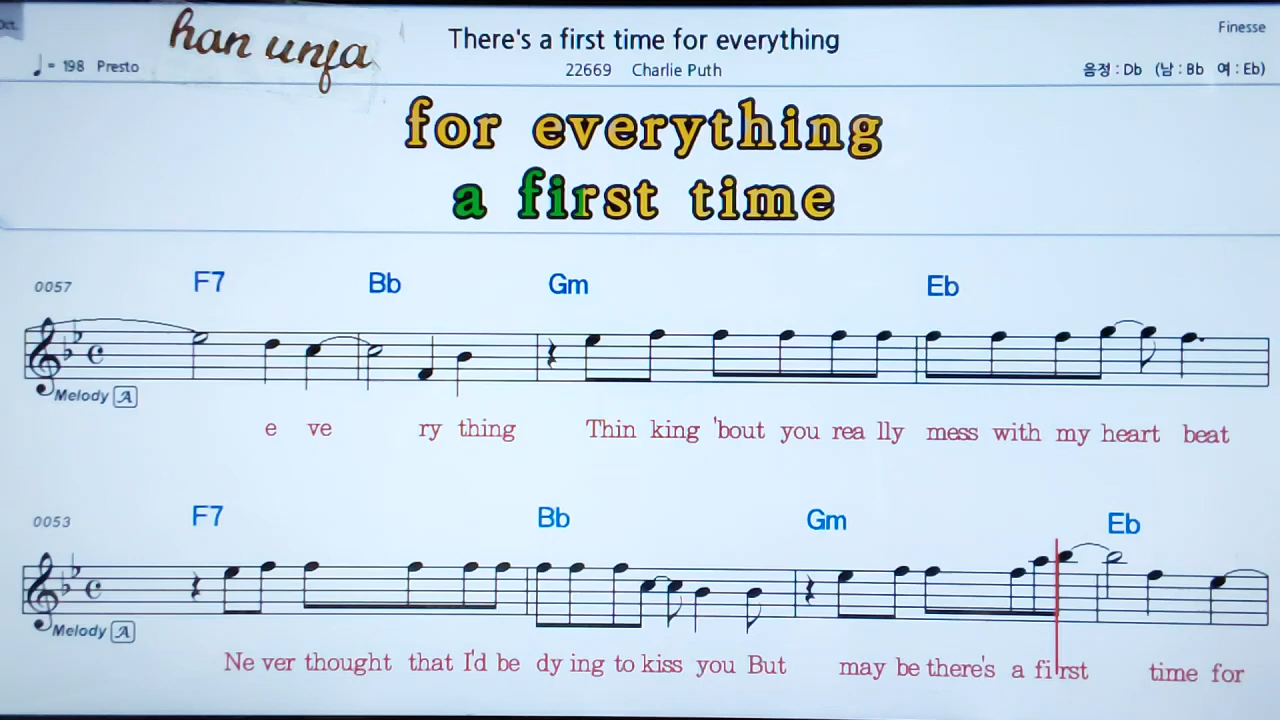 Oct.
han unfa
There's a first time for everything
Finesse
♩= 198 Presto
22669 Charlie Puth
음정 : Db (남 : Bb 여 : Eb)
for everything
a first time
0057 F7 Bb Gm Eb
Melody A
e ve ry thing Thin king 'bout you rea lly mess with my heart beat
0053 F7 Bb Gm Eb
Melody A
Ne ver thought that I'd be dy ing to kiss you But may be there's a first time for